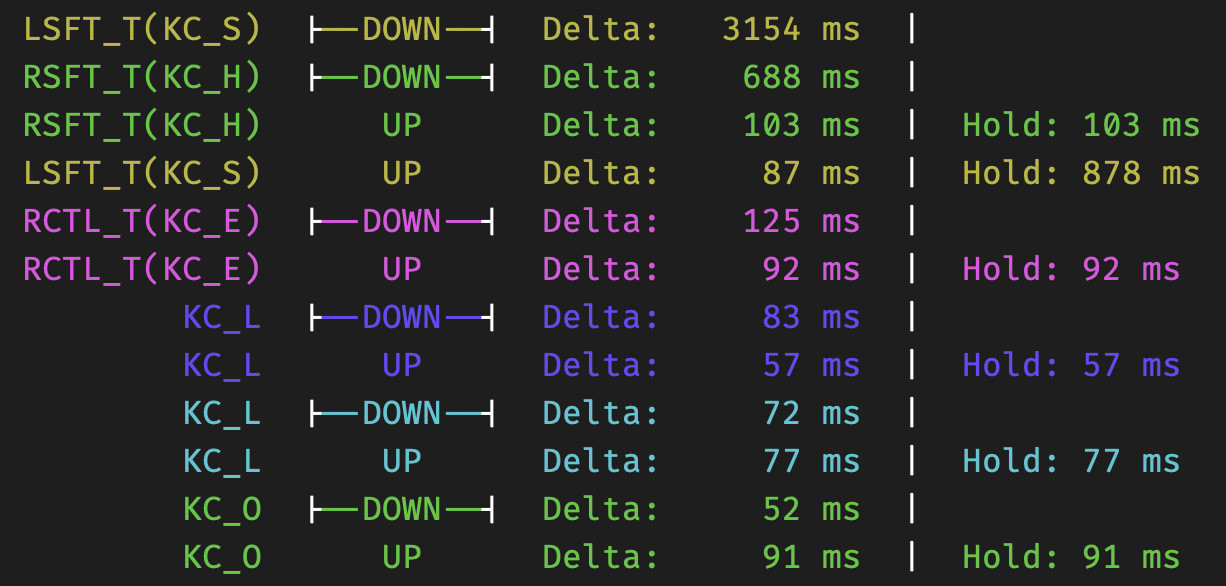 LSFT_T(KC_S) ├──DOWN──┤ Delta: 3154 ms |
RSFT_T(KC_H) ├──DOWN──┤ Delta: 688 ms |
RSFT_T(KC_H) UP Delta: 103 ms | Hold: 103 ms
LSFT_T(KC_S) UP Delta: 87 ms | Hold: 878 ms
RCTL_T(KC_E) ├──DOWN──┤ Delta: 125 ms |
RCTL_T(KC_E) UP Delta: 92 ms | Hold: 92 ms
KC_L ├──DOWN──┤ Delta: 83 ms |
KC_L UP Delta: 57 ms | Hold: 57 ms
KC_L ├──DOWN──┤ Delta: 72 ms |
KC_L UP Delta: 77 ms | Hold: 77 ms
KC_O ├──DOWN──┤ Delta: 52 ms |
KC_O UP Delta: 91 ms | Hold: 91 ms